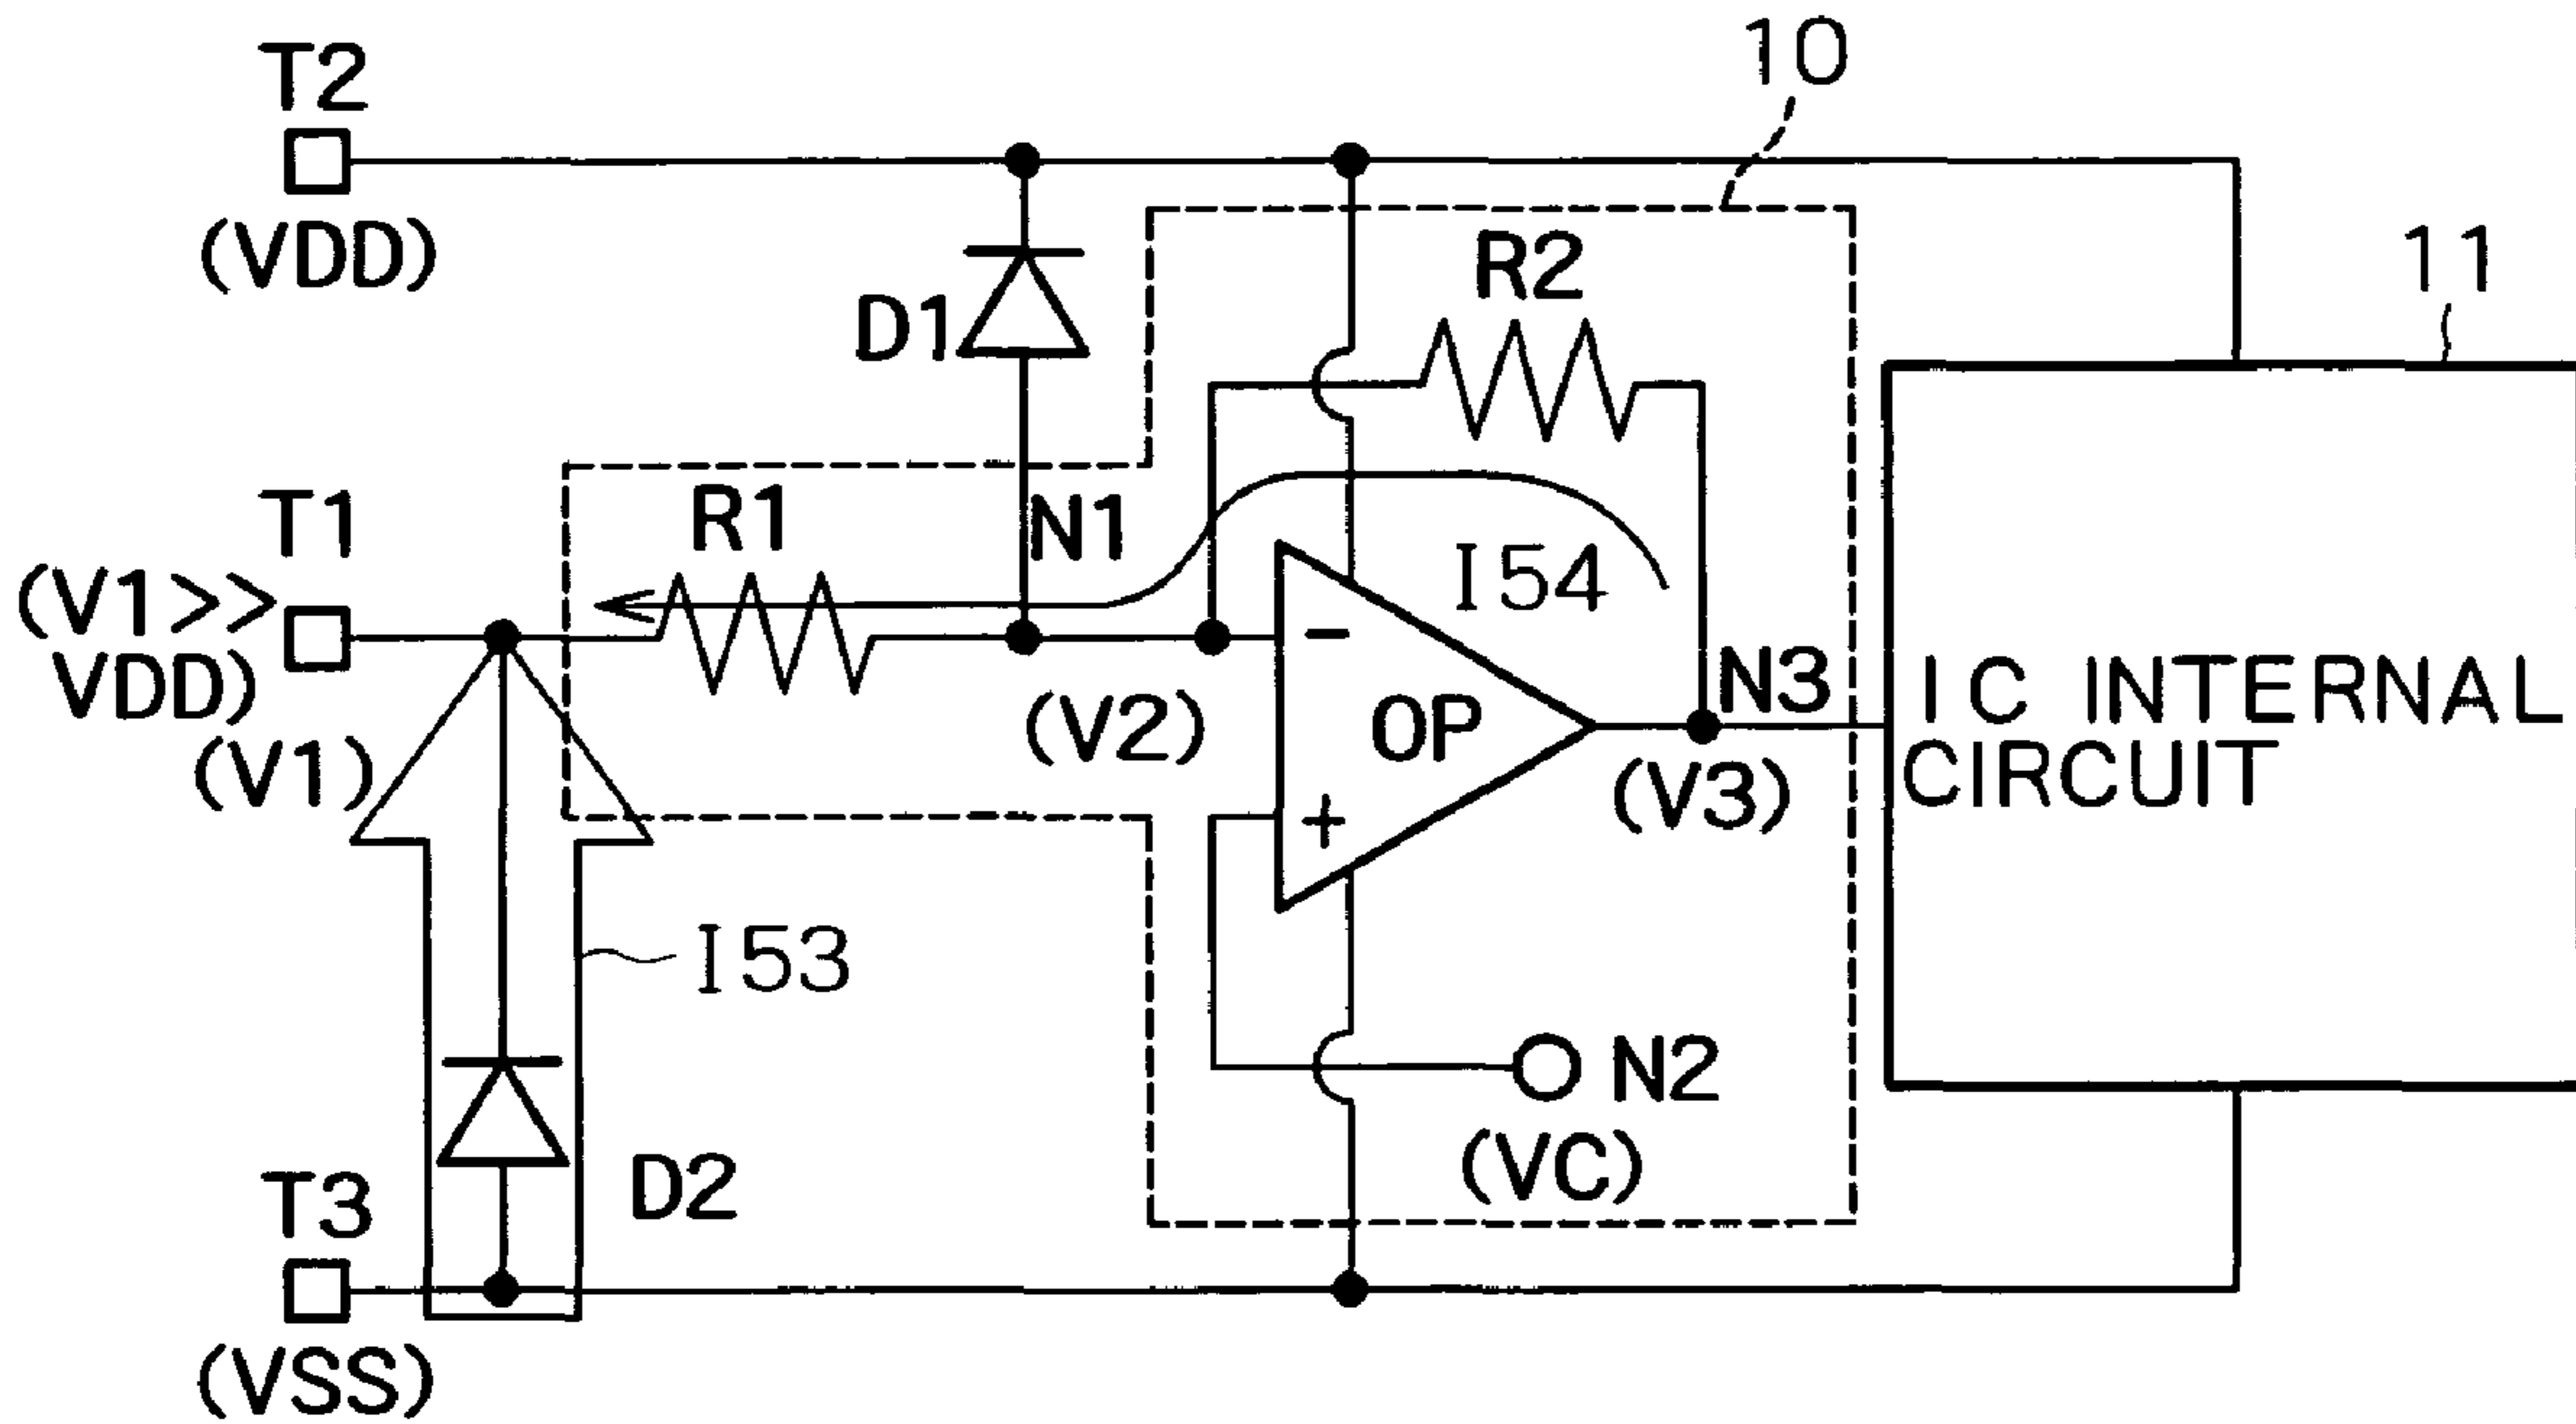 10
T2
(VDD)
R2
11
D1
T1
R1
N1
(V1>>
VDD)
(V1)
I54
-
OP
+
(V2)
N3
(V3)
IC INTERNAL
CIRCUIT
I53
N2
(VC)
D2
T3
(VSS)